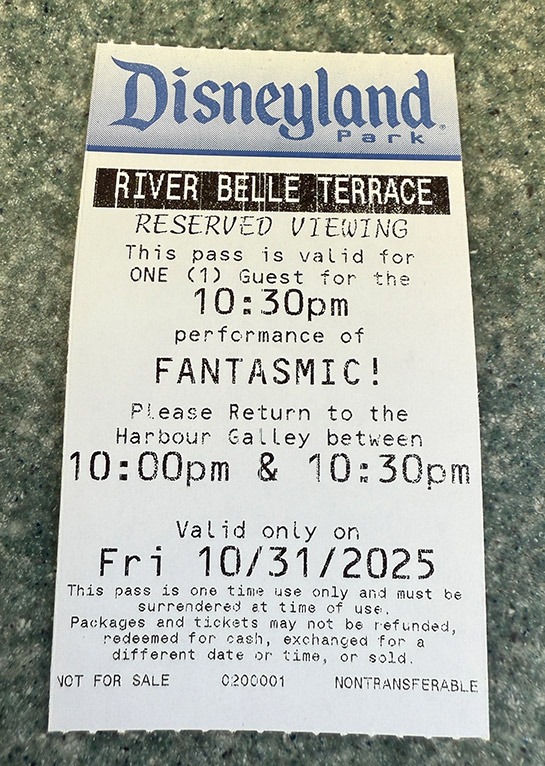 Disneyland
Park
RIVER BELLE TERRACE
RESERVED VIEWING
This pass is valid for
ONE (1) Guest for the
10:30pm
performance of
FANTASMIC!
Please Return to the
Harbour Galley between
10:00pm & 10:30pm
Valid only on
Fri 10/31/2025
This pass is one time use only and must be
surrendered at time of use.
Packages and tickets may not be refunded,
redeemed for cash, exchanged for a
different date or time, or sold.
NOT FOR SALE 0200001 NONTRANSFERABLE